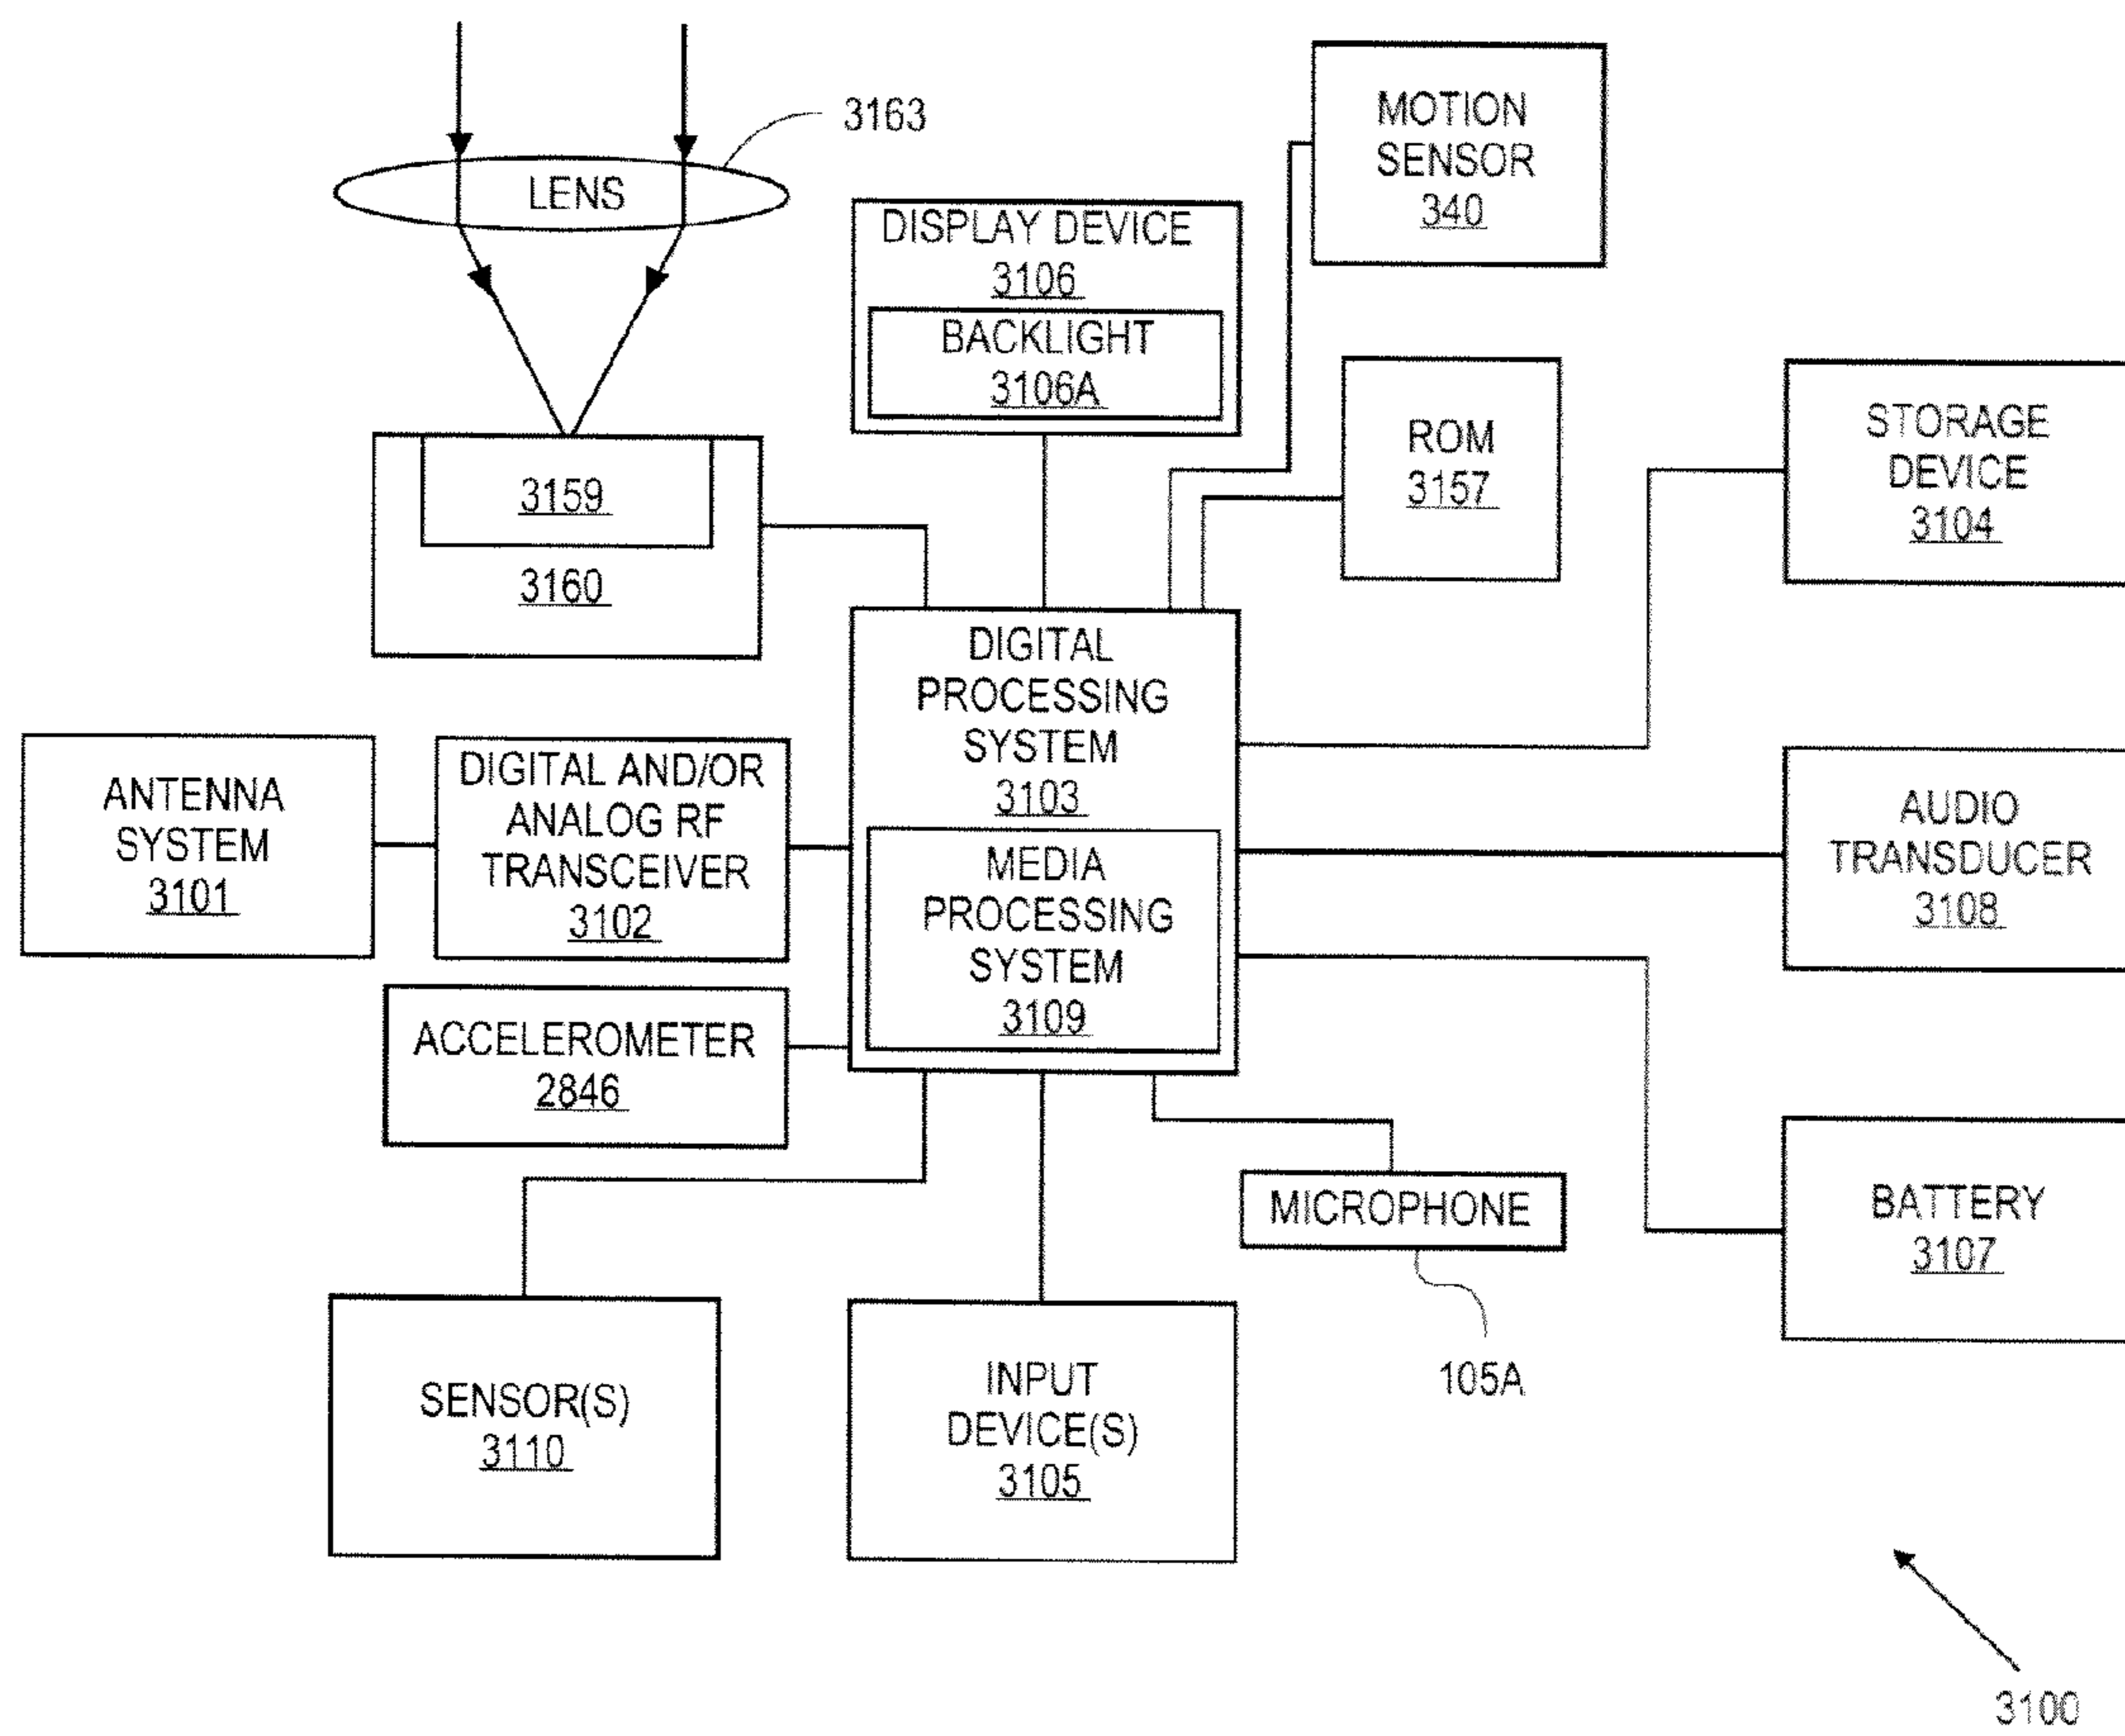 3163
LENS
MOTION
SENSOR
340
DISPLAY DEVICE
3106
BACKLIGHT
3106A
ROM
3157
STORAGE
DEVICE
3104
3159
3160
DIGITAL
PROCESSING
SYSTEM
3103
ANTENNA
SYSTEM
3101
DIGITAL AND/OR
ANALOG RF
TRANSCEIVER
3102
MEDIA
PROCESSING
SYSTEM
3109
AUDIO
TRANSDUCER
3108
ACCELEROMETER
2846
MICROPHONE
105A
BATTERY
3107
SENSOR(S)
3110
INPUT
DEVICE(S)
3105
3100